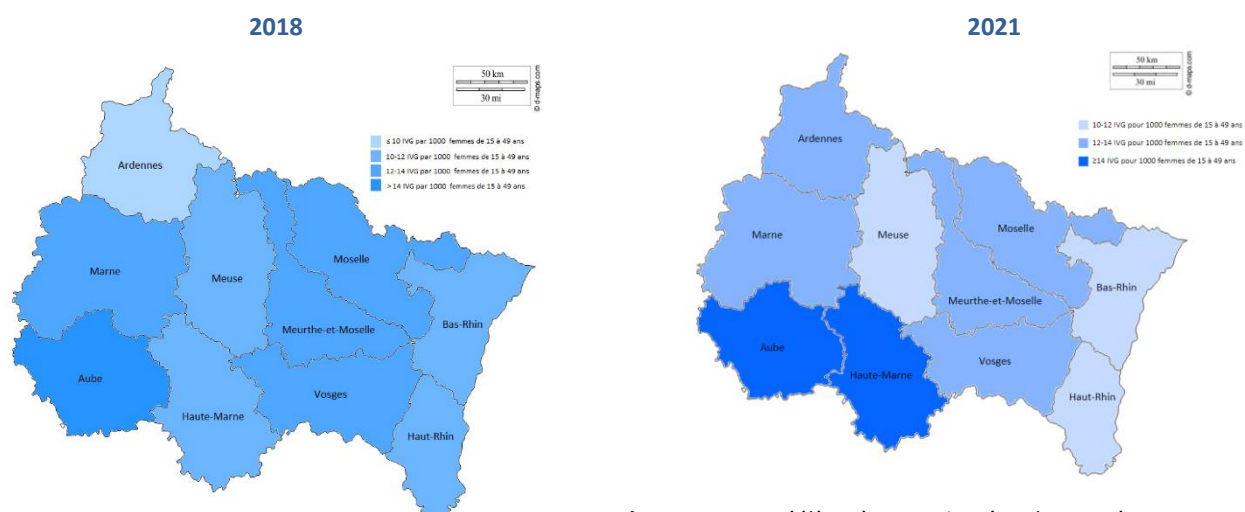 2018
50 km
30 mi
© d-maps.com
≤ 10 IVG par 1000 femmes de 15 à 49 ans
10-12 IVG par 1000 femmes de 15 à 49 ans
12-14 IVG par 1000 femmes de 15 à 49 ans
> 14 IVG par 1000 femmes de 15 à 49 ans
Ardennes
Marne
Meuse
Moselle
Meurthe-et-Moselle
Bas-Rhin
Aube
Haute-Marne
Vosges
Haut-Rhin
2021
50 km
30 mi
© d-maps.com
10-12 IVG pour 1000 femmes de 15 à 49 ans
12-14 IVG pour 1000 femmes de 15 à 49 ans
≥14 IVG pour 1000 femmes de 15 à 49 ans
Ardennes
Marne
Meuse
Moselle
Bas-Rhin
Meurthe-et-Moselle
Aube
Haute-Marne
Vosges
Haut-Rhin